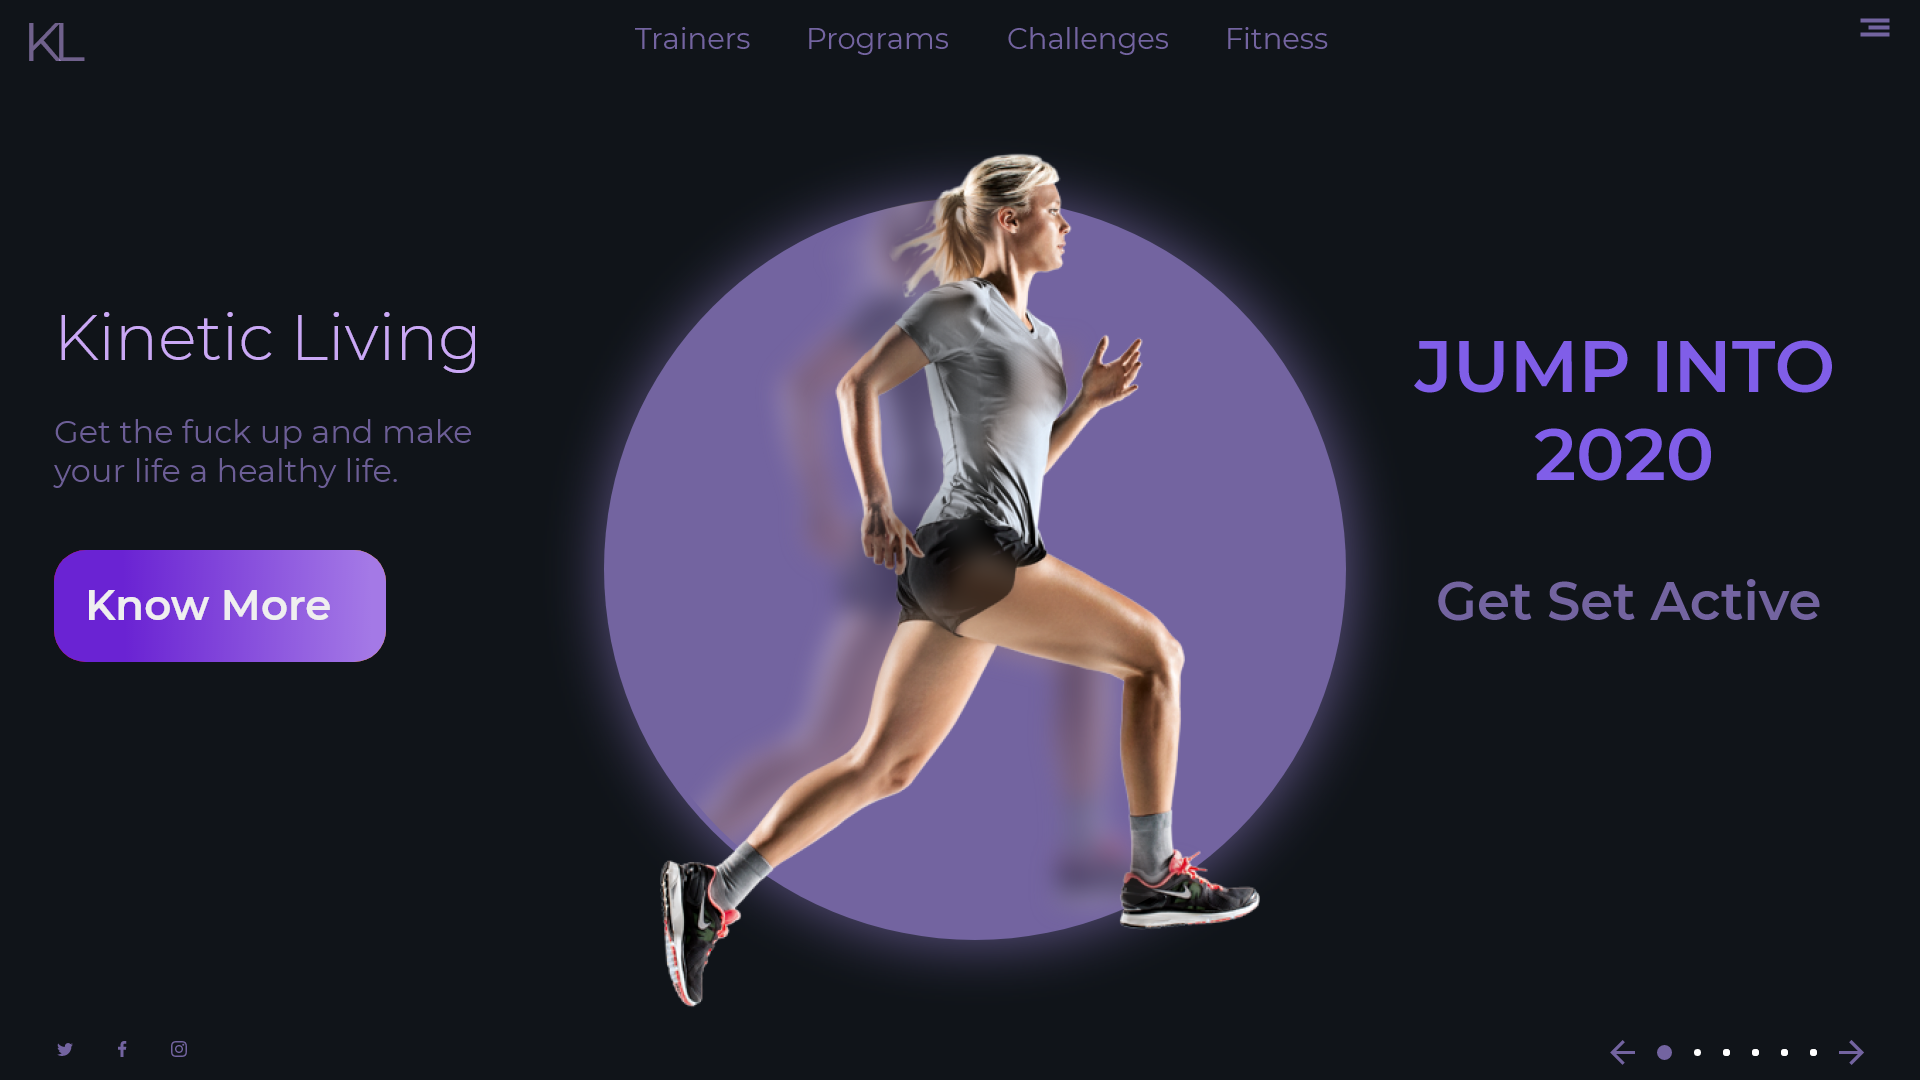 KL
Trainers
Programs
Challenges
Fitness
Kinetic Living
Get the fuck up and make
your life a healthy life.
Know More
JUMP INTO
2020
Get Set Active